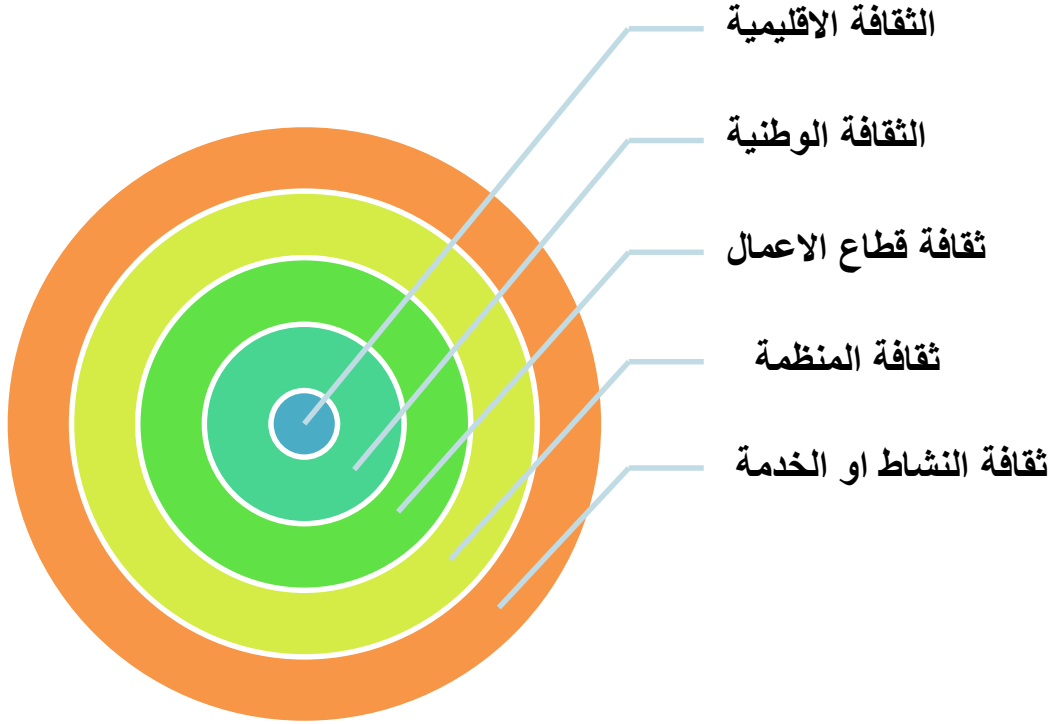 الثقافة الاقليمية
الثقافة الوطنية
ثقافة قطاع الاعمال
ثقافة المنظمة
ثقافة النشاط او الخدمة